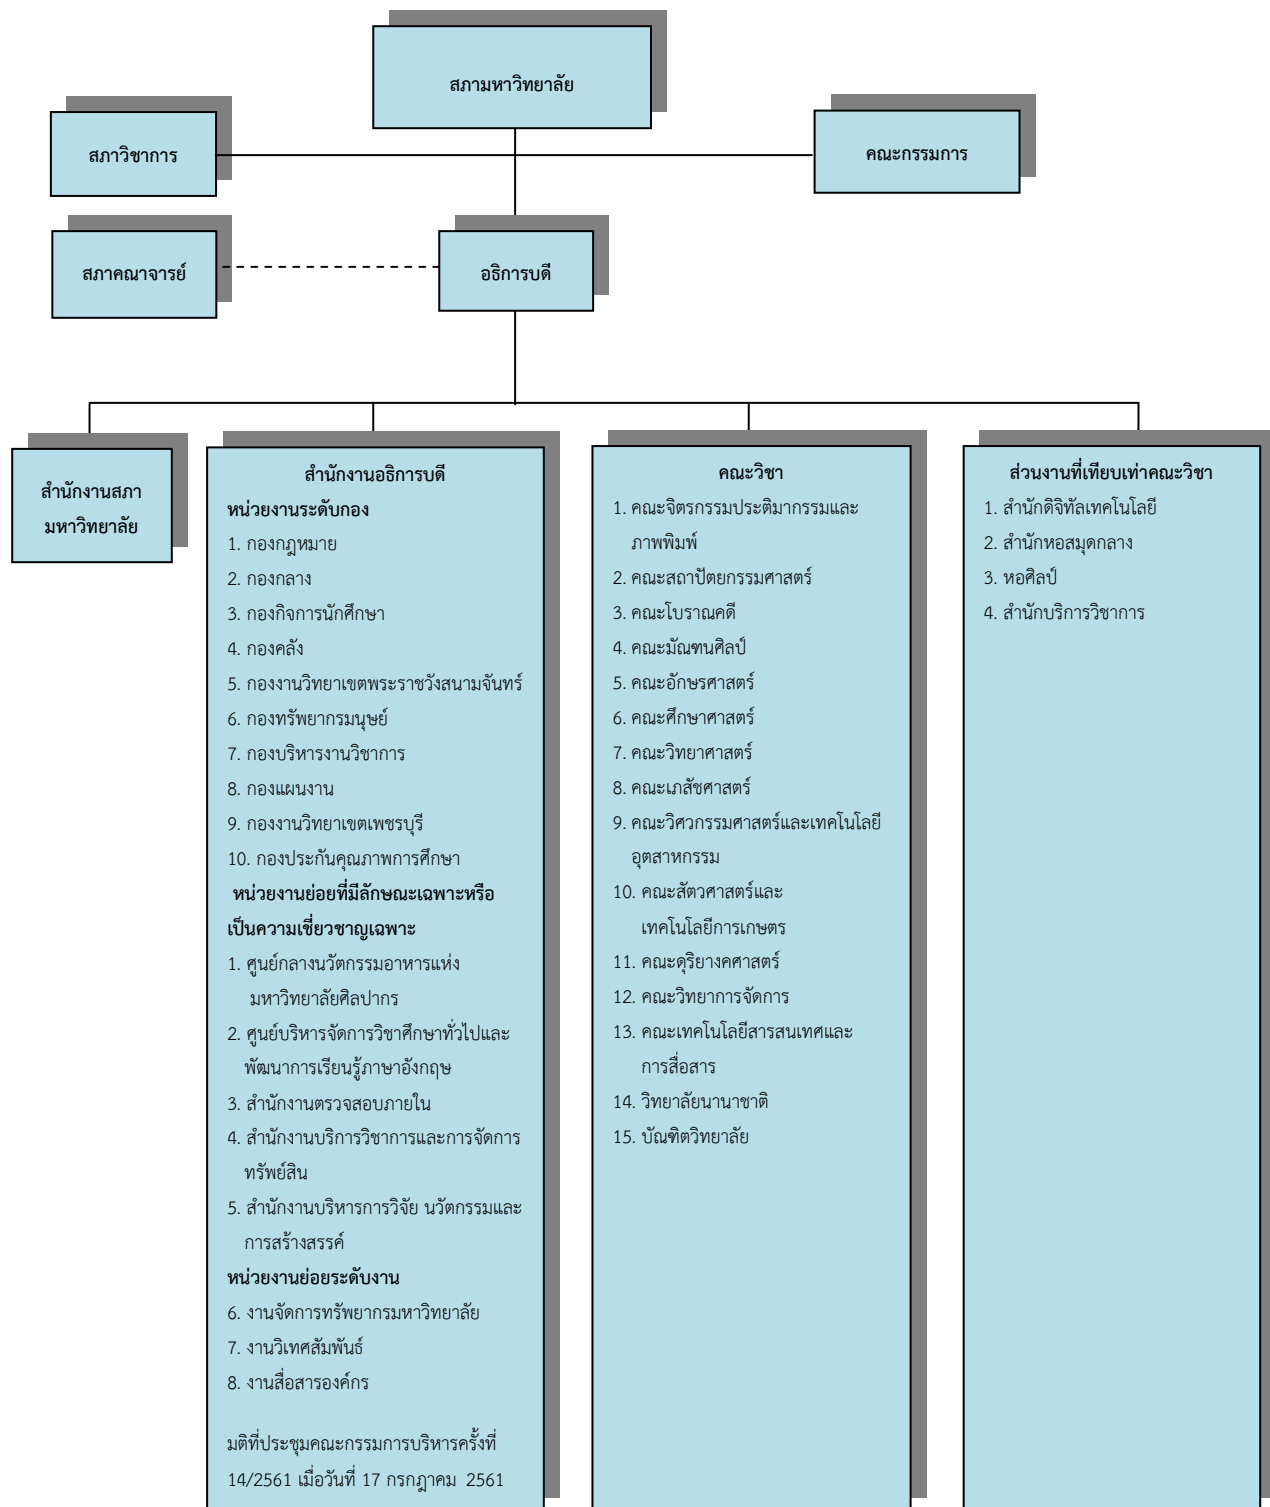 สภามหาวิทยาลัย
สภาวิชาการ
คณะกรรมการ
สภาคณาจารย์
อธิการบดี
สำนักงานสภา
มหาวิทยาลัย
สำนักงานอธิการบดี
หน่วยงานระดับกอง
1. กองกฎหมาย
2. กองกลาง
3. กองกิจการนักศึกษา
4. กองคลัง
5. กองงานวิทยาเขตพระราชวังสนามจันทร์
6. กองทรัพยากรมนุษย์
7. กองบริหารงานวิชาการ
8. กองแผนงาน
9. กองงานวิทยาเขตเพชรบุรี
10. กองประกันคุณภาพการศึกษา
หน่วยงานย่อยที่มีลักษณะเฉพาะหรือ
เป็นความเชี่ยวชาญเฉพาะ
1. ศูนย์กลางนวัตกรรมอาหารแห่ง
มหาวิทยาลัยศิลปากร
2. ศูนย์บริหารจัดการวิชาศึกษาทั่วไปและ
พัฒนาการเรียนรู้ภาษาอังกฤษ
3. สำนักงานตรวจสอบภายใน
4. สำนักงานบริการวิชาการและการจัดการ
ทรัพย์สิน
5. สำนักงานบริหารการวิจัย นวัตกรรมและ
การสร้างสรรค์
หน่วยงานย่อยระดับงาน
6. งานจัดการทรัพยากรมหาวิทยาลัย
7. งานวิเทศสัมพันธ์
8. งานสื่อสารองค์กร
มติที่ประชุมคณะกรรมการบริหารครั้งที่
14/2561 เมื่อวันที่ 17 กรกฎาคม 2561
คณะวิชา
1. คณะจิตรกรรมประติมากรรมและ
ภาพพิมพ์
2. คณะสถาปัตยกรรมศาสตร์
3. คณะโบราณคดี
4. คณะมัณฑนศิลป์
5. คณะอักษรศาสตร์
6. คณะศึกษาศาสตร์
7. คณะวิทยาศาสตร์
8. คณะเภสัชศาสตร์
9. คณะวิศวกรรมศาสตร์และเทคโนโลยี
อุตสาหกรรม
10. คณะสัตวศาสตร์และ
เทคโนโลยีการเกษตร
11. คณะดุริยางคศาสตร์
12. คณะวิทยาการจัดการ
13. คณะเทคโนโลยีสารสนเทศและ
การสื่อสาร
14. วิทยาลัยนานาชาติ
15. บัณฑิตวิทยาลัย
ส่วนงานที่เทียบเท่าคณะวิชา
1. สำนักดิจิทัลเทคโนโลยี
2. สำนักหอสมุดกลาง
3. หอศิลป์
4. สำนักบริการวิชาการ